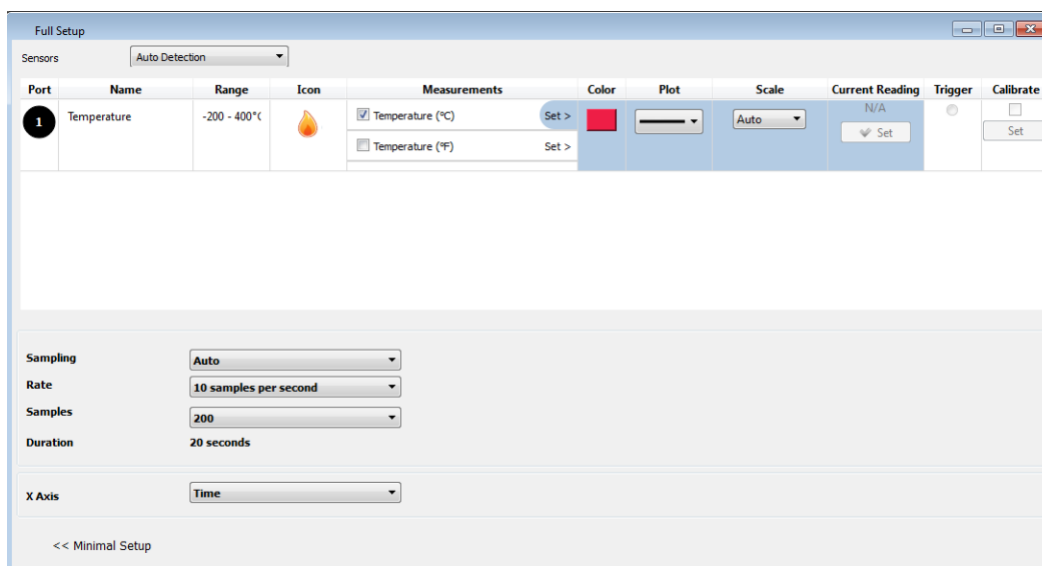 Full Setup
Sensors Auto Detection
Port Name Range Icon Measurements Color Plot Scale Current Reading Trigger Calibrate
1 Temperature -200 - 400°( Temperature (°C) Set > Auto N/A
Set Set
Temperature (°F) Set >
Sampling Auto
Rate 10 samples per second
Samples 200
Duration 20 seconds
X Axis Time
<< Minimal Setup